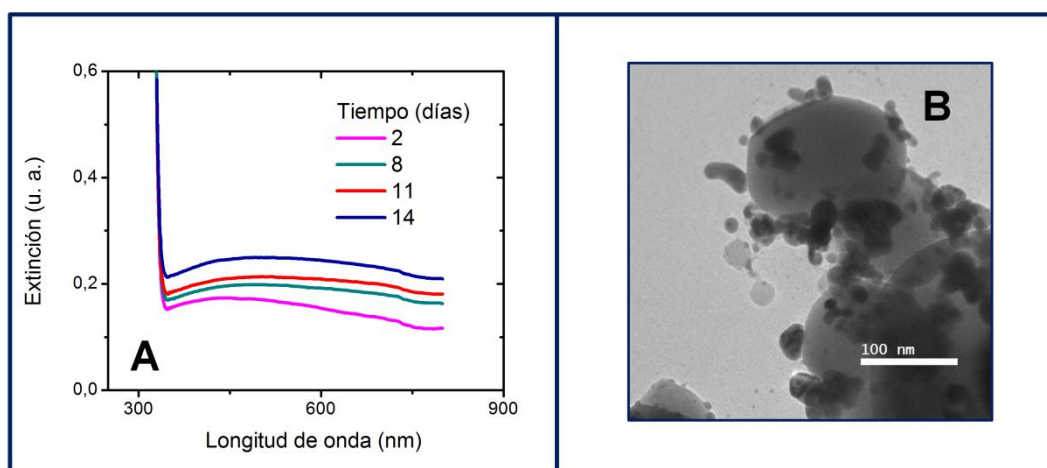 0,6
0,4
0,2
0,0
Extinción (u. a.)
Tiempo (días)
2
8
11
14
A
300
600
900
Longitud de onda (nm)
B
100 nm